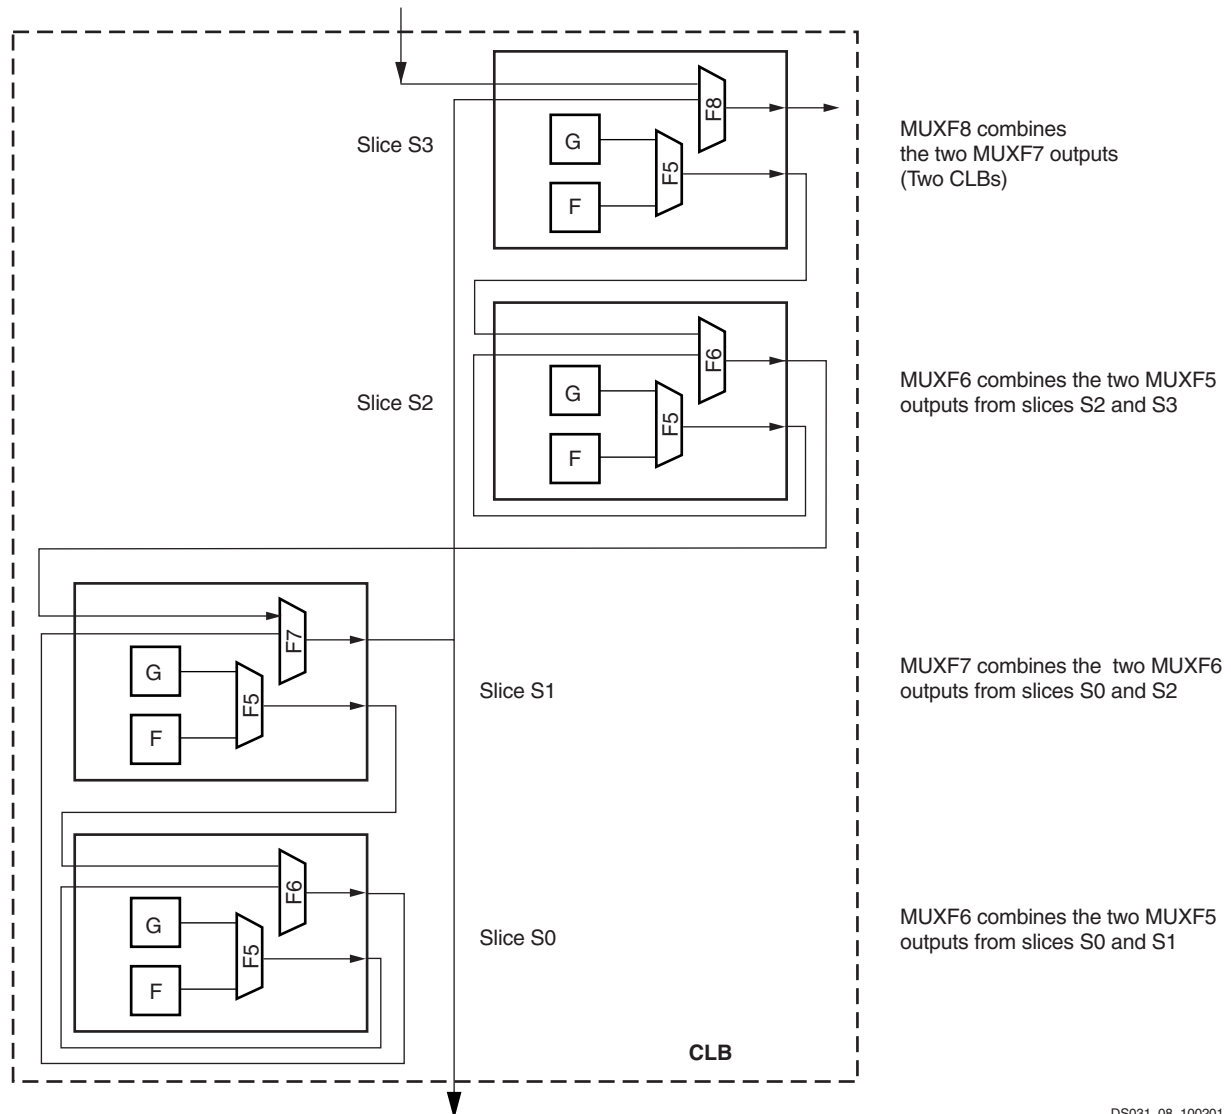 Slice S3
F8
G
F5
F
MUXF8 combines
the two MUXF7 outputs
(Two CLBs)
Slice S2
F6
G
F5
F
MUXF6 combines the two MUXF5
outputs from slices S2 and S3
F7
G
F5
F
Slice S1
MUXF7 combines the two MUXF6
outputs from slices S0 and S2
F6
G
F5
F
Slice S0
MUXF6 combines the two MUXF5
outputs from slices S0 and S1
CLB
DS031_08_100201